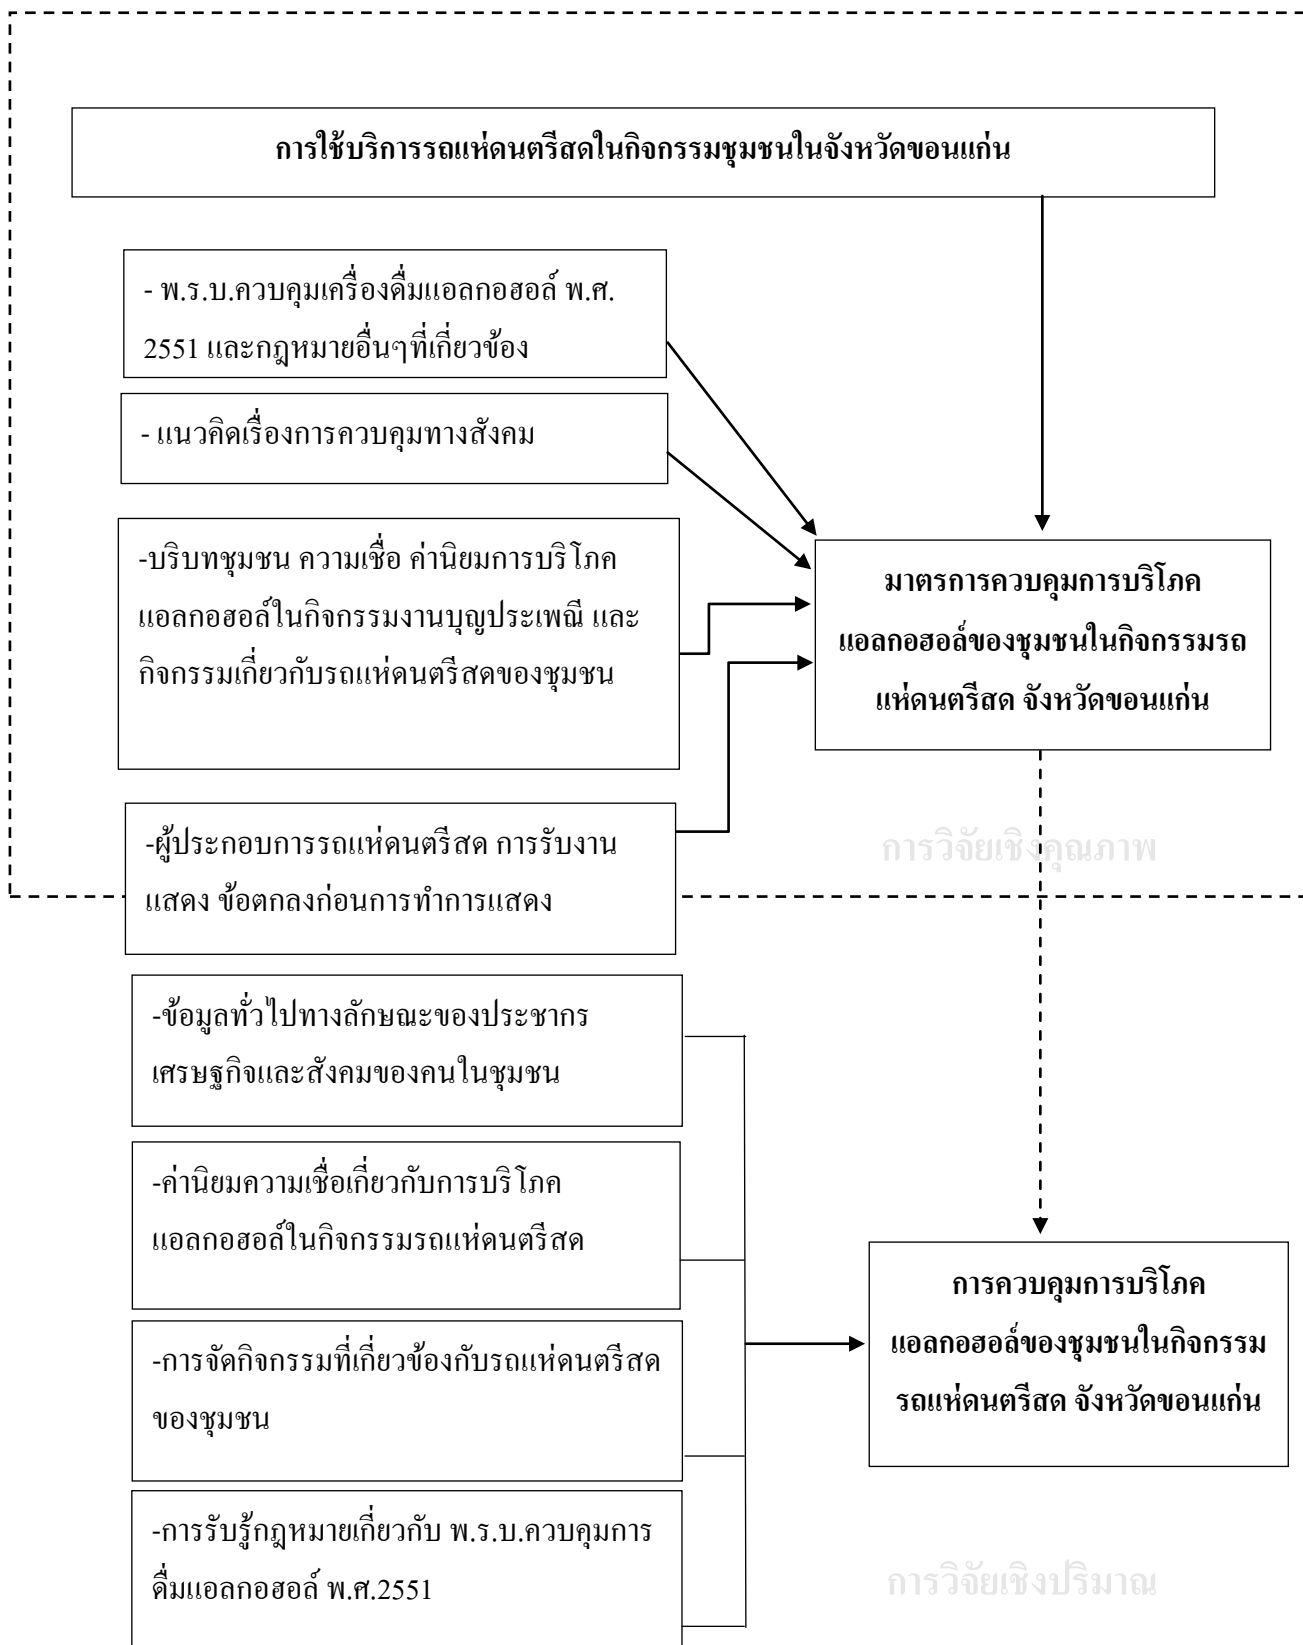 การใช้บริการรถแห่ดนตรีสดในกิจกรรมชุมชนในจังหวัดขอนแก่น
- พ.ร.บ.ควบคุมเครื่องดื่มแอลกอฮอล์ พ.ศ.
2551 และกฎหมายอื่นๆที่เกี่ยวข้อง
- แนวคิดเรื่องการควบคุมทางสังคม
-บริบทชุมชน ความเชื่อ ค่านิยมการบริโภค
แอลกอฮอล์ในกิจกรรมงานบุญประเพณี และ
กิจกรรมเกี่ยวกับรถแห่ดนตรีสดของชุมชน
มาตรการควบคุมการบริโภค
แอลกอฮอล์ของชุมชนในกิจกรรมรถ
แห่ดนตรีสด จังหวัดขอนแก่น
-ผู้ประกอบการรถแห่ดนตรีสด การรับงาน
แสดง ข้อตกลงก่อนการทำการแสดง
การวิจัยเชิงคุณภาพ
-ข้อมูลทั่วไปทางลักษณะของประชากร
เศรษฐกิจและสังคมของคนในชุมชน
-ค่านิยมความเชื่อเกี่ยวกับการบริโภค
แอลกอฮอล์ในกิจกรรมรถแห่ดนตรีสด
-การจัดกิจกรรมที่เกี่ยวข้องกับรถแห่ดนตรีสด
ของชุมชน
การควบคุมการบริโภค
แอลกอฮอล์ของชุมชนในกิจกรรม
รถแห่ดนตรีสด จังหวัดขอนแก่น
-การรับรู้กฎหมายเกี่ยวกับ พ.ร.บ.ควบคุมการ
ดื่มแอลกอฮอล์ พ.ศ.2551
การวิจัยเชิงปริมาณ